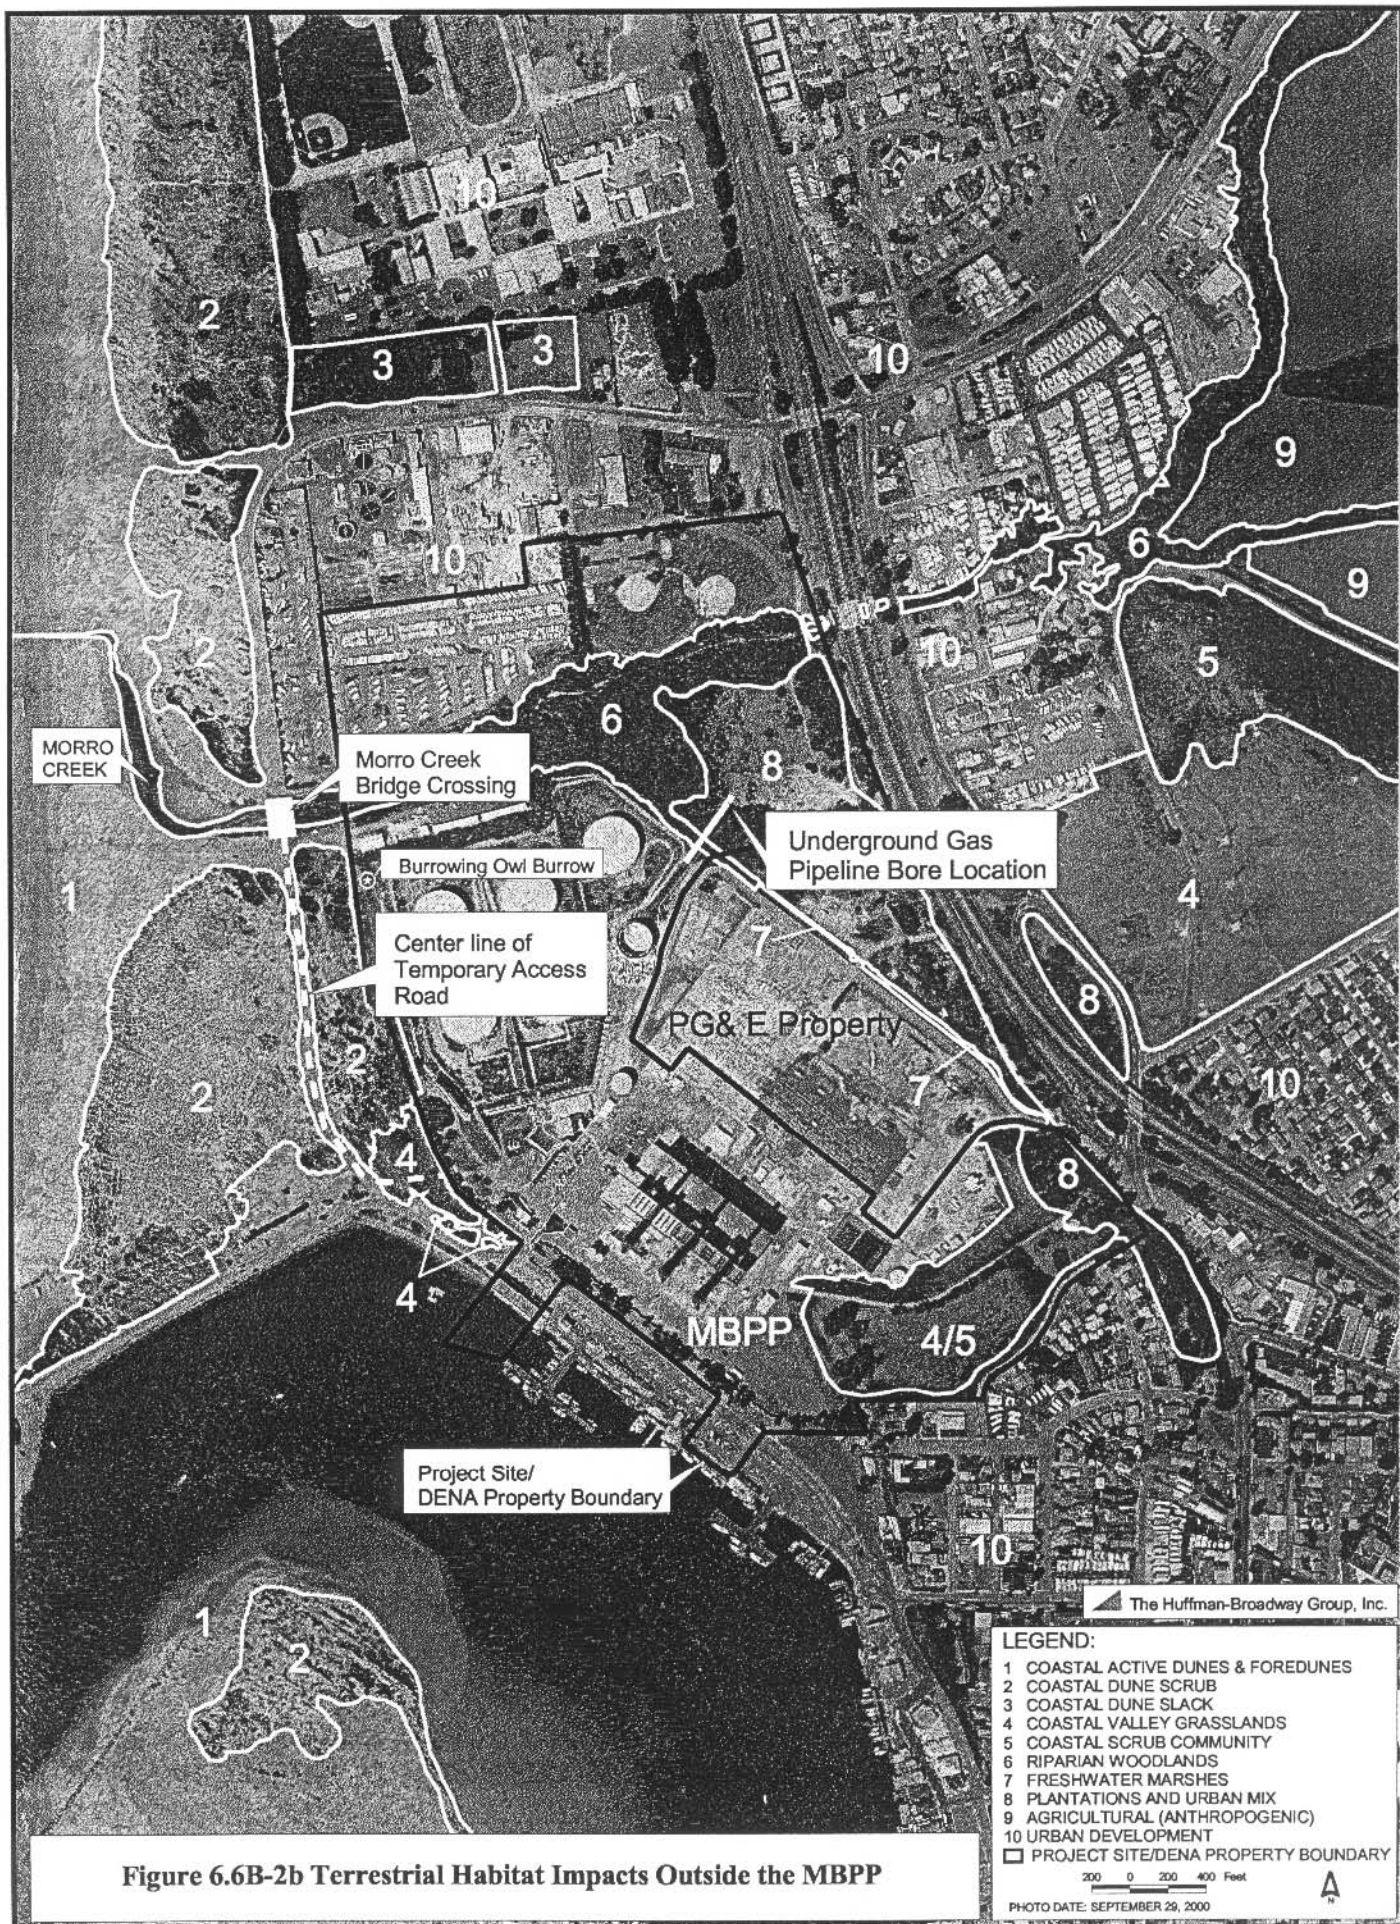 10
2
3
3
10
9
10
6
9
2
10
5
6
MORRO
CREEK
Morro Creek
Bridge Crossing
8
Underground Gas
Pipeline Bore Location
Burrowing Owl Burrow
1
4
7
Center line of
Temporary Access
Road
8
PG& E Property
2
2
7
10
4
8
4
MBPP
4/5
Project Site/
DENA Property Boundary
10
The Huffman-Broadway Group, Inc.
1
2
LEGEND:
1 COASTAL ACTIVE DUNES & FOREDUNES
2 COASTAL DUNE SCRUB
3 COASTAL DUNE SLACK
4 COASTAL VALLEY GRASSLANDS
5 COASTAL SCRUB COMMUNITY
6 RIPARIAN WOODLANDS
7 FRESHWATER MARSHES
8 PLANTATIONS AND URBAN MIX
9 AGRICULTURAL (ANTHROPOGENIC)
10 URBAN DEVELOPMENT
PROJECT SITE/DENA PROPERTY BOUNDARY
200 0 200 400 Feet
N
PHOTO DATE: SEPTEMBER 29, 2000
Figure 6.6B-2b Terrestrial Habitat Impacts Outside the MBPP